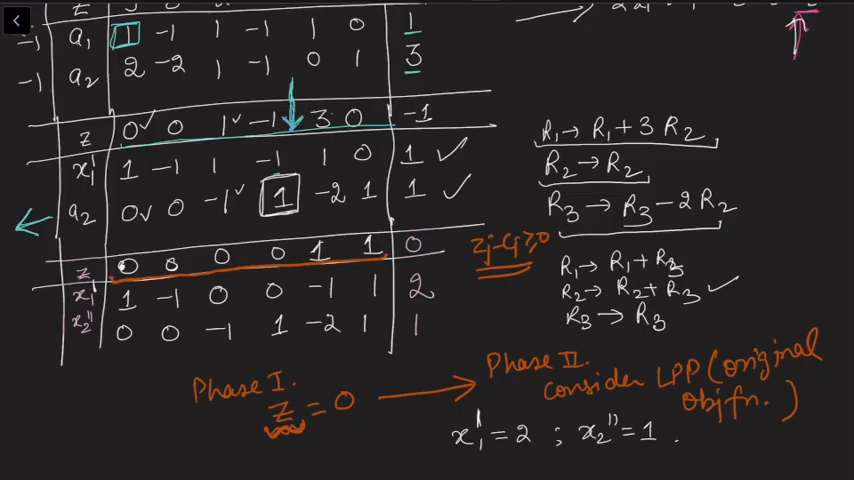 -1 a₁ 1 -1 1 -1 1 0 1
-1 a₂ 2 -2 1 -1 0 1 3
z 0✓ 0 1✓ -1 3 0 -1
x₁' 1 -1 1 -1 1 0 1 ✓
a₂ 0✓ 0 -1✓ 1 -2 1 1 ✓
z 0 0 0 0 1 1 0
x₁' 1 -1 0 0 -1 1 2
x₂'' 0 0 -1 1 -2 1 1
R₁ → R₁ + 3 R₂
R₂ → R₂
R₃ → R₃ - 2 R₂
zj - cj ≥ 0
R₁ → R₁ + R₃
R₂ → R₂ + R₃ ✓
R₃ → R₃
Phase I.
z = 0
Phase II.
consider LPP (original
Objfn.)
x₁' = 2 ; x₂'' = 1 .